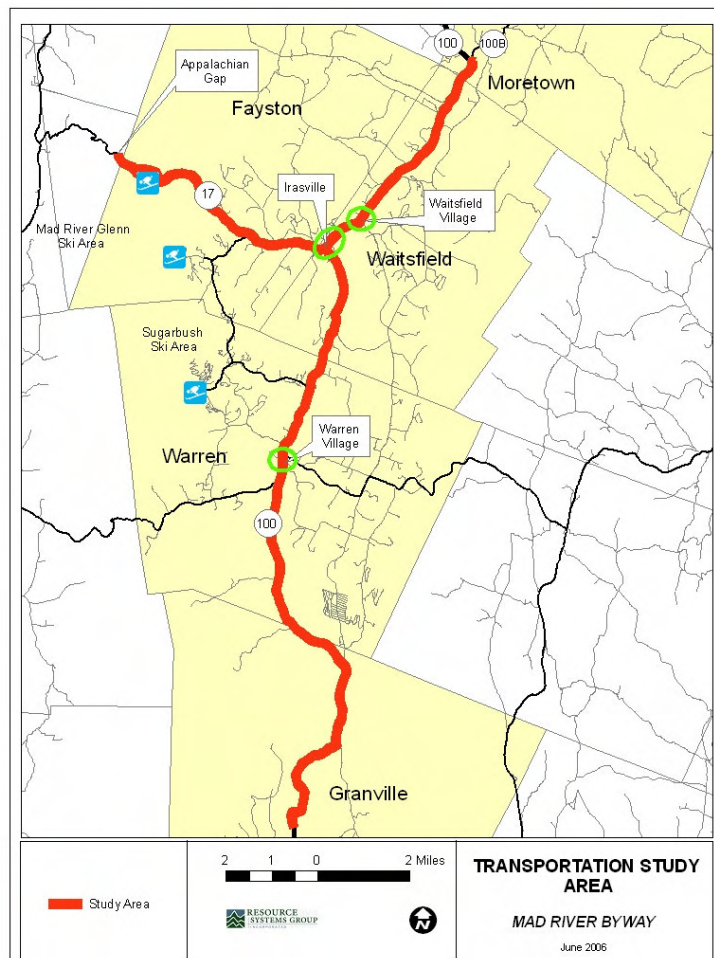 100
100B
Appalachian
Gap
Moretown
Fayston
17
Irasville
Waitsfield
Village
Mad River Glenn
Ski Area
Waitsfield
Sugarbush
Ski Area
Warren
Village
Warren
100
Granville
2 1 0 2 Miles
Study Area
RESOURCE
SYSTEMS GROUP
INCORPORATED
N
TRANSPORTATION STUDY
AREA
MAD RIVER BYWAY
June 2006